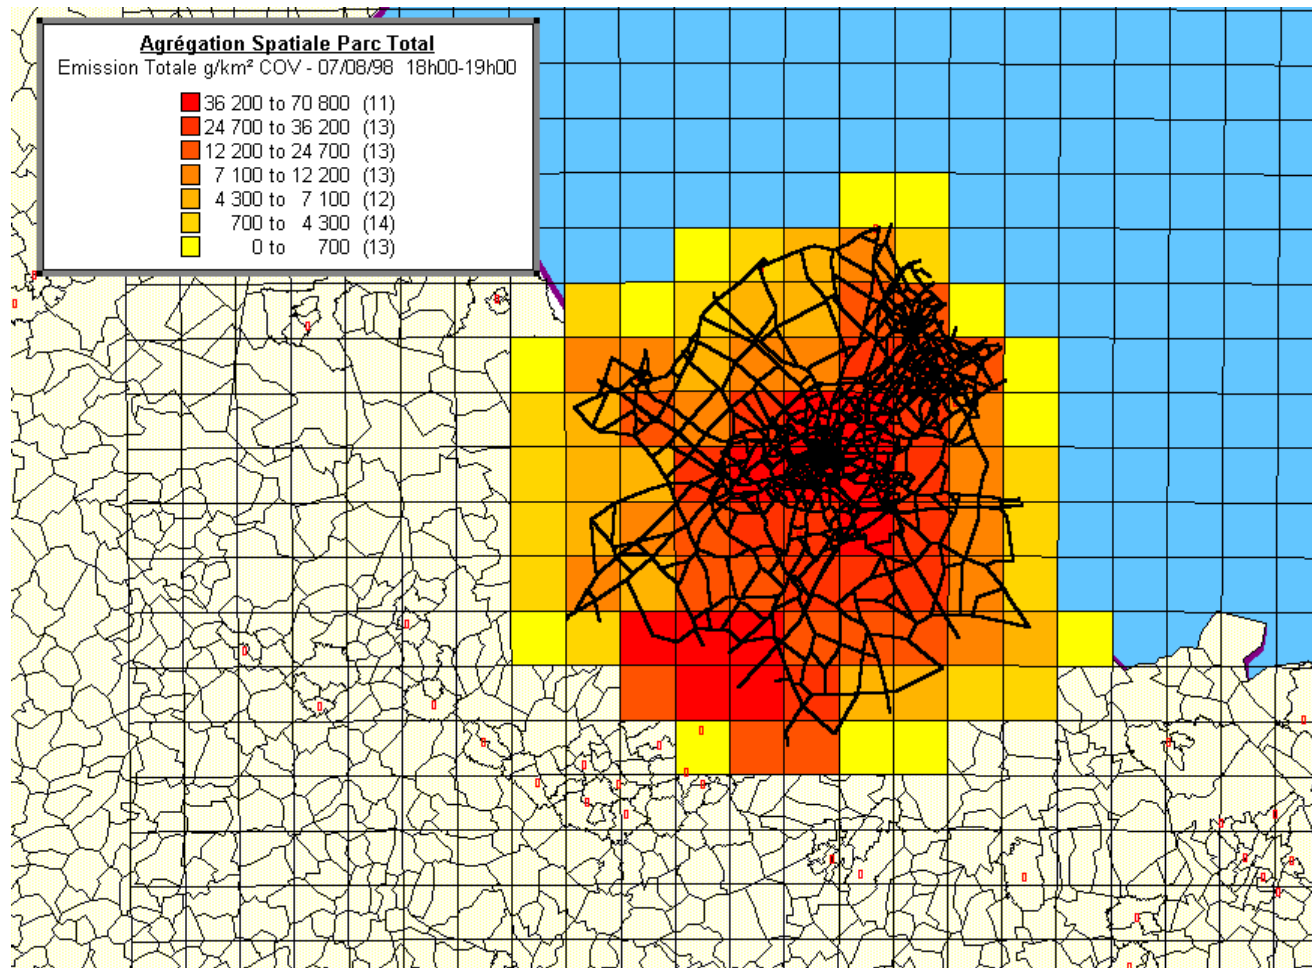 Agrégation Spatiale Parc Total
Emission Totale g/km² COV - 07/08/98 18h00-19h00
36 200 to 70 800 (11)
24 700 to 36 200 (13)
12 200 to 24 700 (13)
7 100 to 12 200 (13)
4 300 to 7 100 (12)
700 to 4 300 (14)
0 to 700 (13)